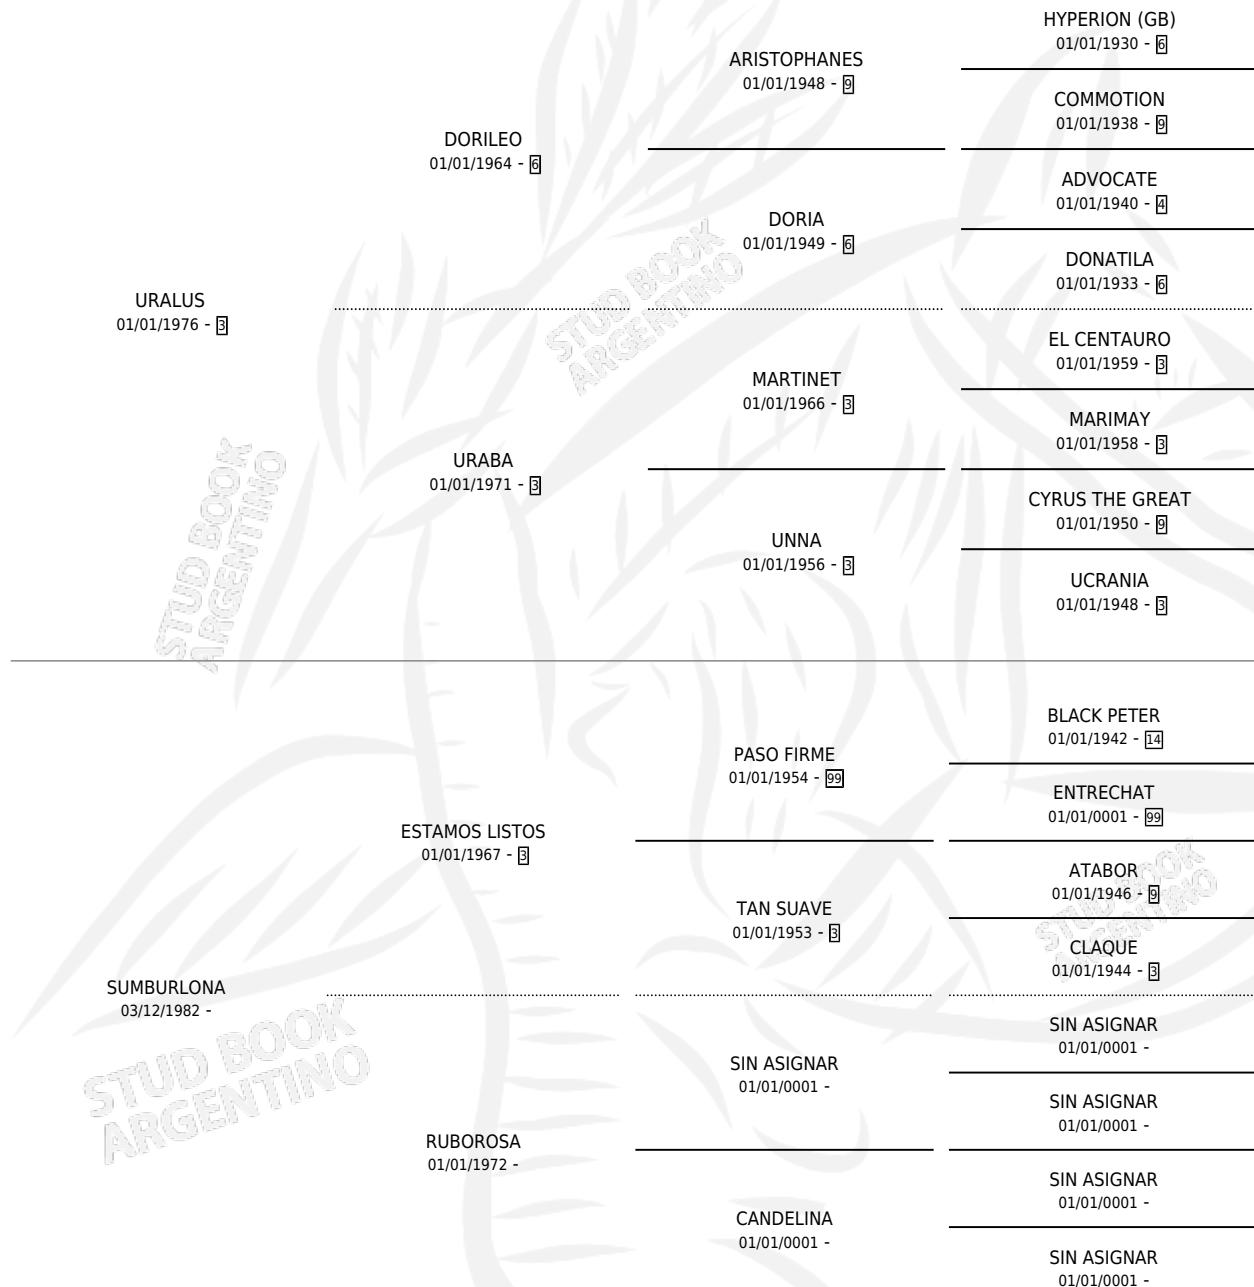 HYPERION (GB)
01/01/1930 - 6
ARISTOPHANES
01/01/1948 - 9
COMMOTION
01/01/1938 - 9
DORILEO
01/01/1964 - 6
ADVOCATE
01/01/1940 - 4
DORIA
01/01/1949 - 6
DONATILA
01/01/1933 - 6
URALUS
01/01/1976 - 3
EL CENTAURO
01/01/1959 - 3
MARTINET
01/01/1966 - 3
MARIMAY
01/01/1958 - 3
URABA
01/01/1971 - 3
CYRUS THE GREAT
01/01/1950 - 9
UNNA
01/01/1956 - 3
UCRANIA
01/01/1948 - 3
BLACK PETER
01/01/1942 - 14
PASO FIRME
01/01/1954 - 99
ENTRECHAT
01/01/0001 - 99
ESTAMOS LISTOS
01/01/1967 - 3
ATABOR
01/01/1946 - 9
TAN SUAVE
01/01/1953 - 3
CLAQUE
01/01/1944 - 3
SUMBURLONA
03/12/1982 -
SIN ASIGNAR
01/01/0001 -
SIN ASIGNAR
01/01/0001 -
SIN ASIGNAR
01/01/0001 -
RUBOROSA
01/01/1972 -
SIN ASIGNAR
01/01/0001 -
CANDELINA
01/01/0001 -
SIN ASIGNAR
01/01/0001 -
STUD BOOK
ARGENTINO
STUD BOOK
ARGENTINO
STUD BOOK
ARGENTINO
STUD BOOK
ARGENTINO